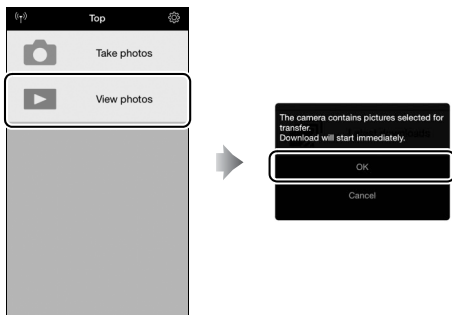 Top
Take photos
View photos
The camera contains pictures selected for
transfer.
Download will start immediately.
OK
Cancel